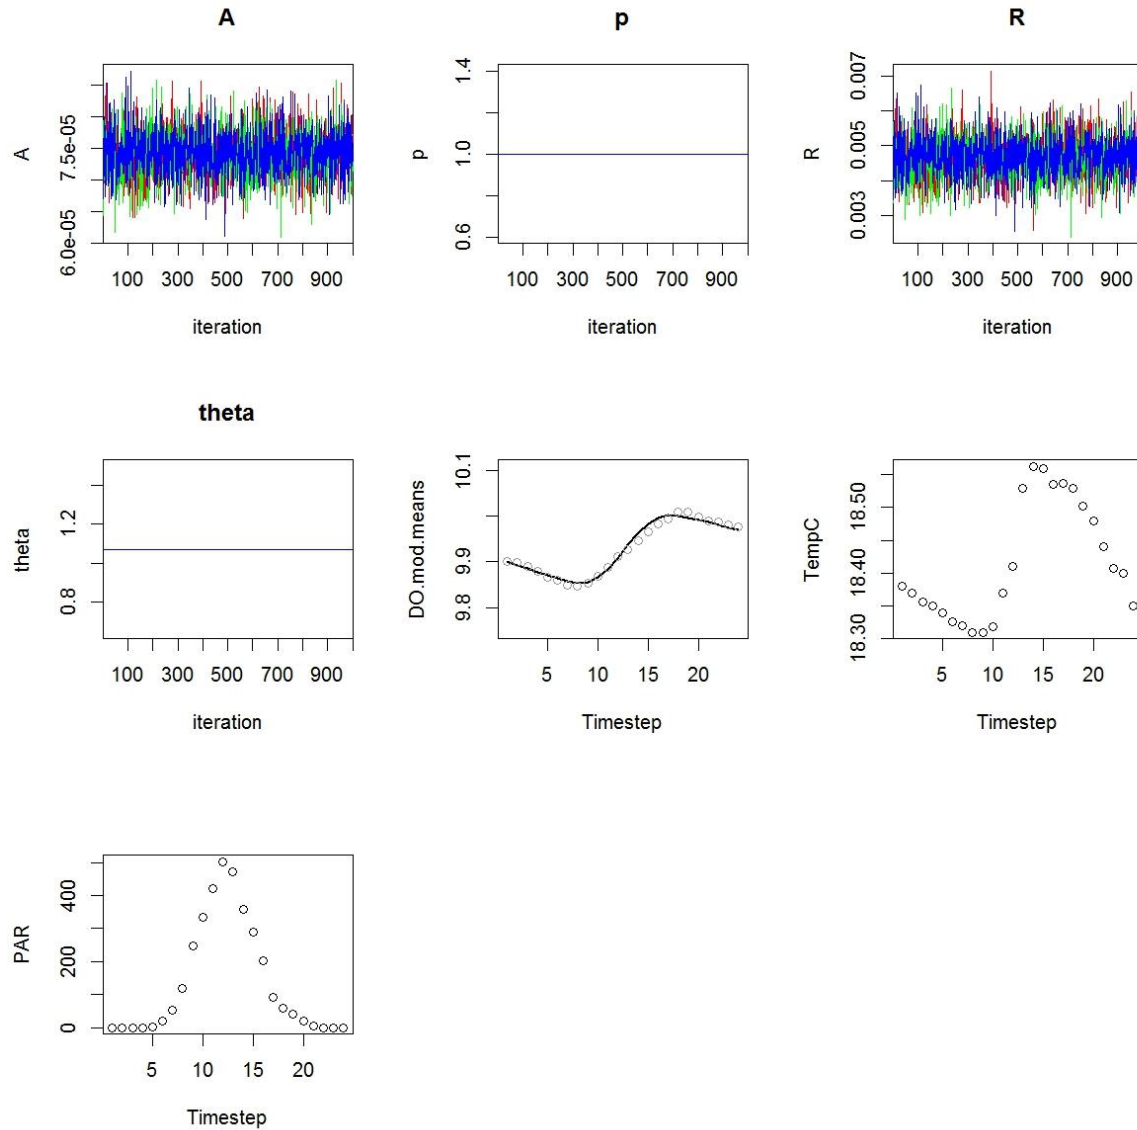 A
p
R
A
6.0e-05 7.5e-05
100 300 500 700 900
iteration
p
0.6 1.0 1.4
100 300 500 700 900
iteration
R
0.003 0.005 0.007
100 300 500 700 900
iteration
theta
theta
0.8 1.2
100 300 500 700 900
iteration
DO.mod.means
9.8 9.9 10.1
5 10 15 20
Timestep
TempC
18.30 18.40 18.50
5 10 15 20
Timestep
PAR
0 200 400
5 10 15 20
Timestep